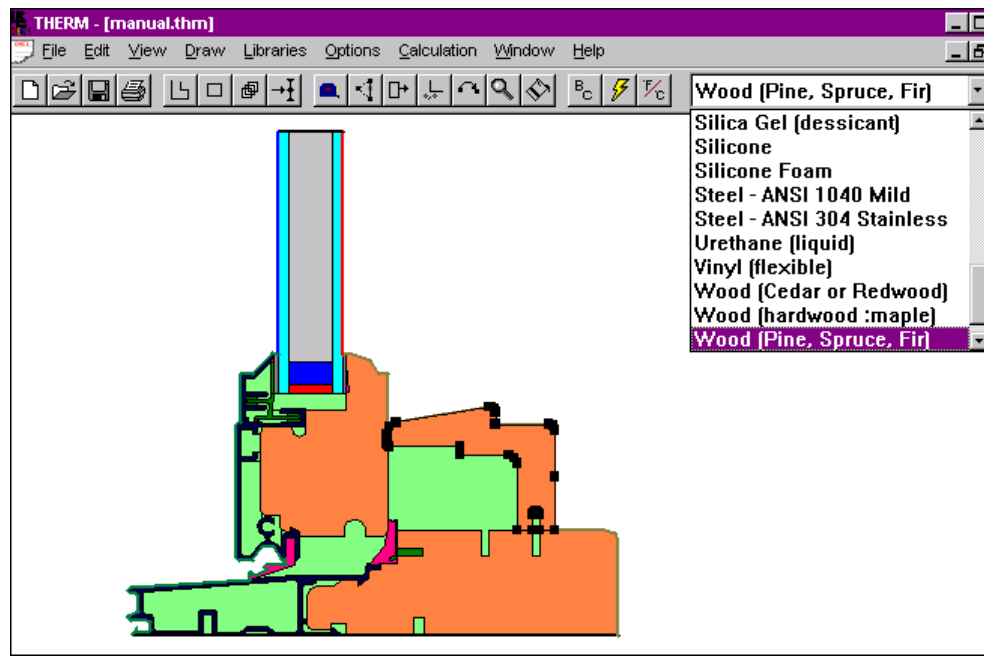 THERM - [manual.thm]
File Edit View Draw Libraries Options Calculation Window Help
BC °F/C Wood (Pine, Spruce, Fir)
Silica Gel (dessicant)
Silicone
Silicone Foam
Steel - ANSI 1040 Mild
Steel - ANSI 304 Stainless
Urethane (liquid)
Vinyl (flexible)
Wood (Cedar or Redwood)
Wood (hardwood :maple)
Wood (Pine, Spruce, Fir)